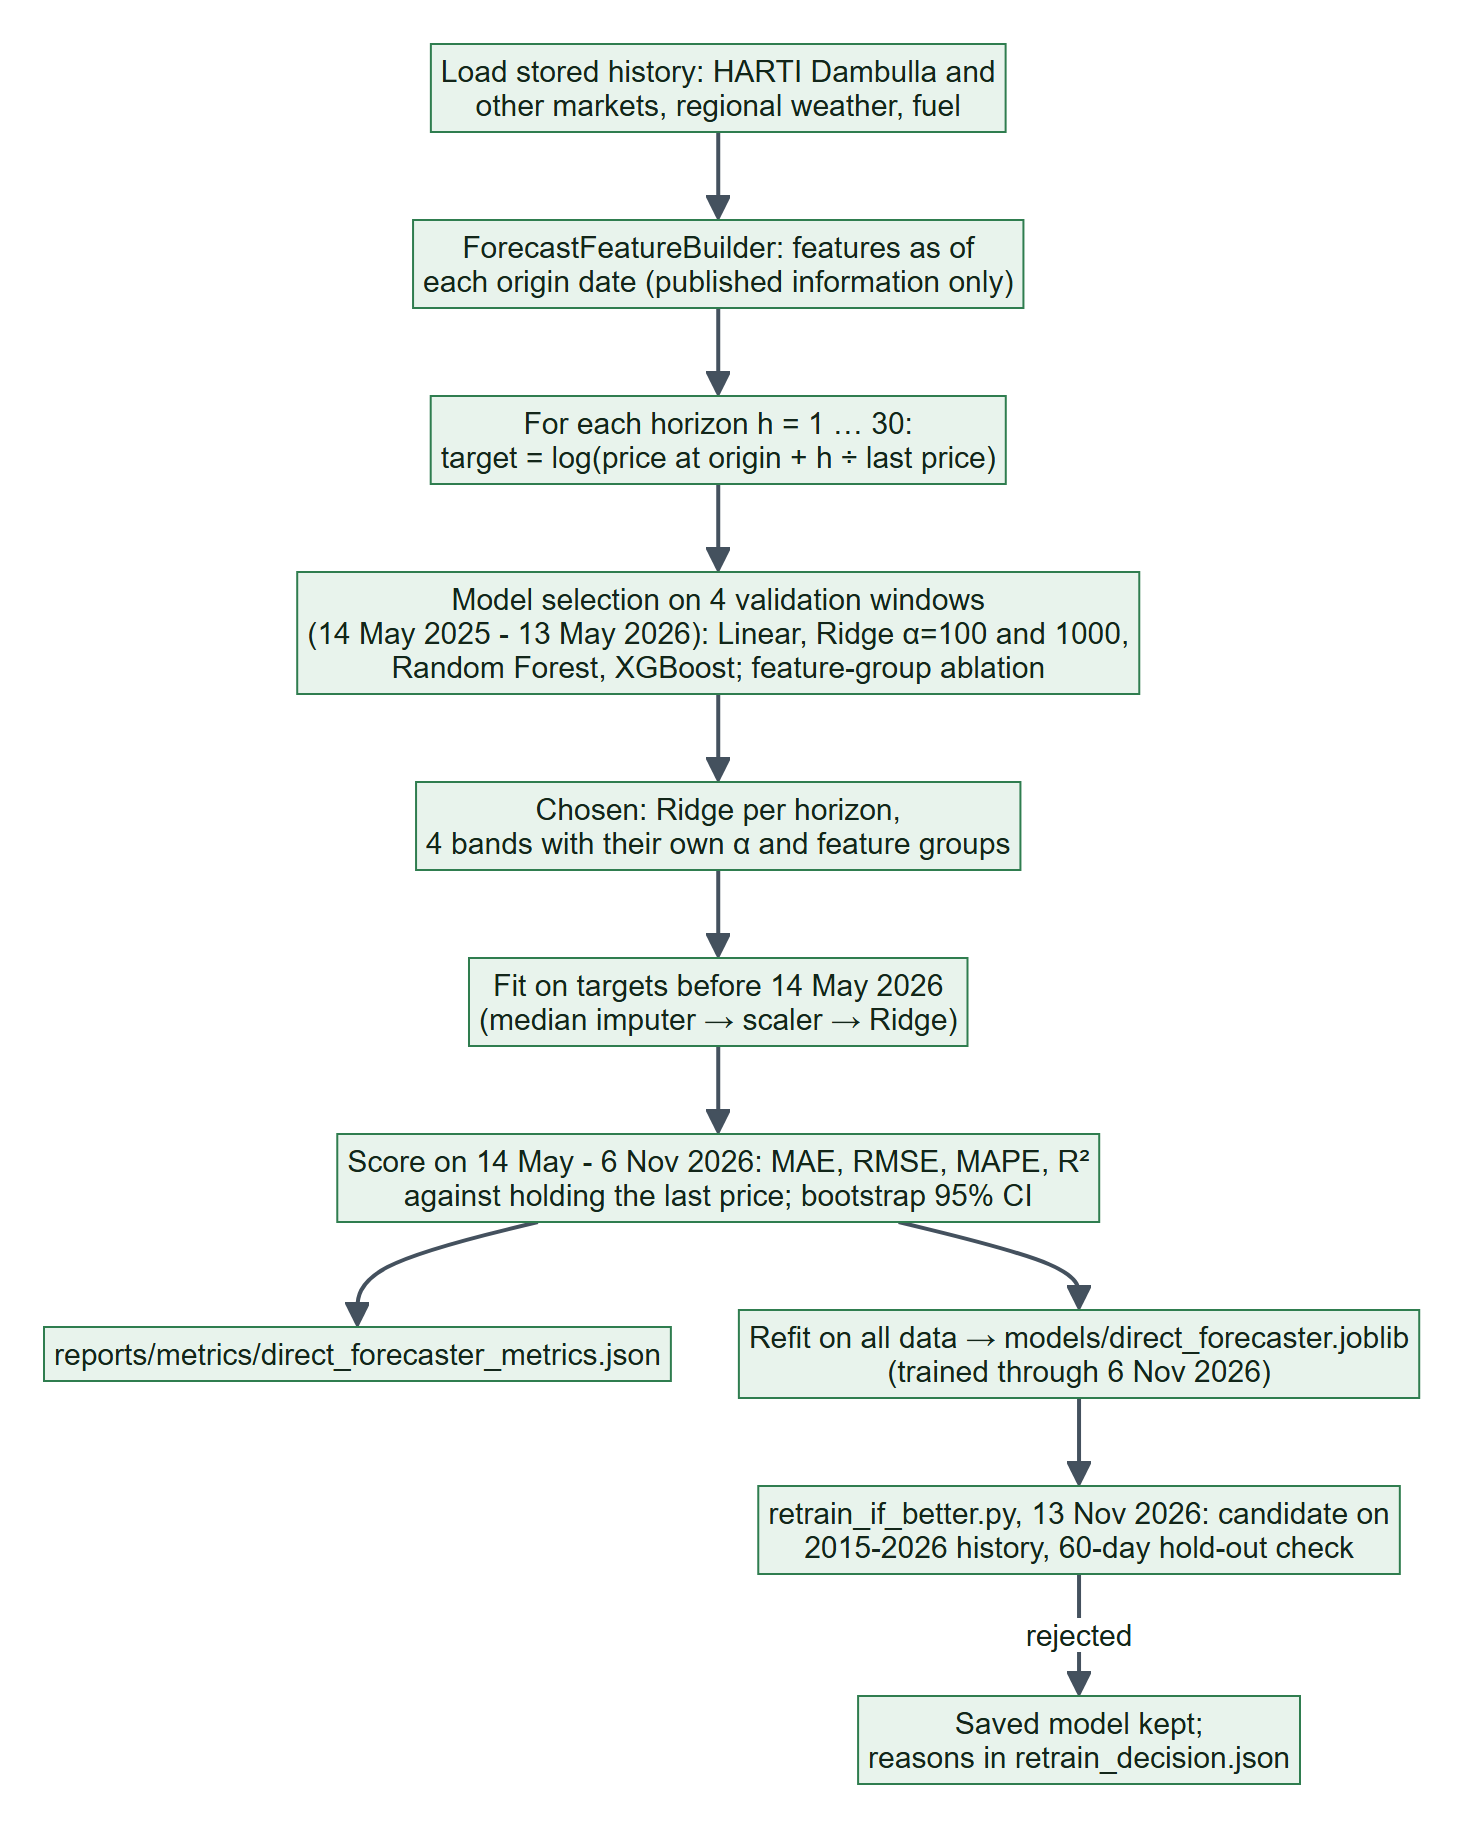 Load stored history: HARTI Dambulla and
other markets, regional weather, fuel
ForecastFeatureBuilder: features as of
each origin date (published information only)
For each horizon h = 1 … 30:
target = log(price at origin + h ÷ last price)
Model selection on 4 validation windows
(14 May 2025 - 13 May 2026): Linear, Ridge α=100 and 1000,
Random Forest, XGBoost; feature-group ablation
Chosen: Ridge per horizon,
4 bands with their own α and feature groups
Fit on targets before 14 May 2026
(median imputer → scaler → Ridge)
Score on 14 May - 6 Nov 2026: MAE, RMSE, MAPE, R²
against holding the last price; bootstrap 95% CI
reports/metrics/direct_forecaster_metrics.json
Refit on all data → models/direct_forecaster.joblib
(trained through 6 Nov 2026)
retrain_if_better.py, 13 Nov 2026: candidate on
2015-2026 history, 60-day hold-out check
rejected
Saved model kept;
reasons in retrain_decision.json